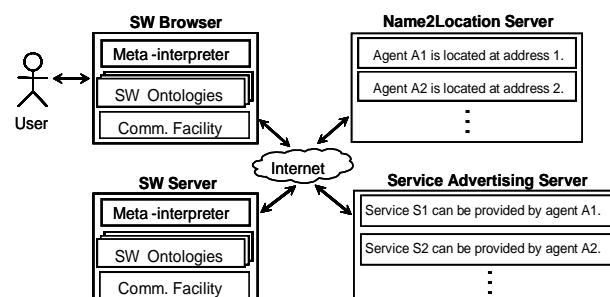 SW Browser
Meta -interpreter
SW Ontologies
Comm. Facility
User
Name2Location Server
Agent A1 is located at address 1.
Agent A2 is located at address 2.
Internet
SW Server
Meta -interpreter
SW Ontologies
Comm. Facility
Service Advertising Server
Service S1 can be provided by agent A1.
Service S2 can be provided by agent A2.